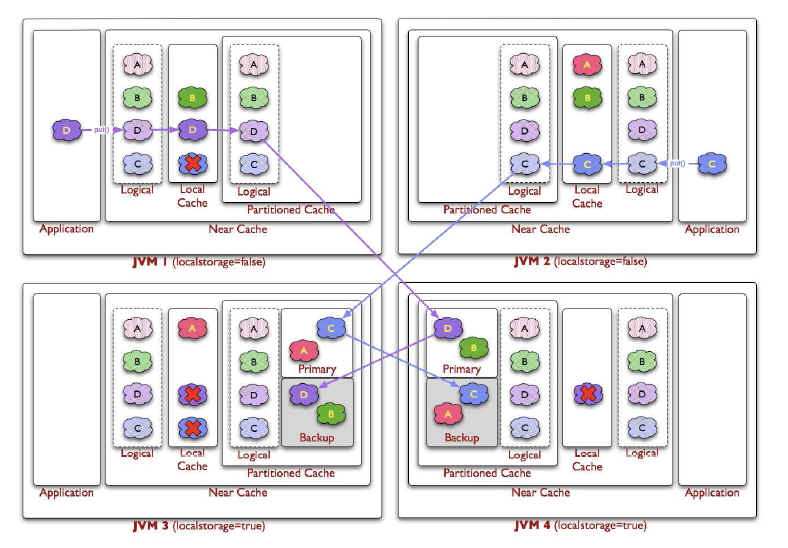 A A A A A
B B B B B B
D put() D D D D D
C C C C C put() C
Logical Local Cache Logical Logical Local Cache Logical
Partitioned Cache Partitioned Cache
Application Near Cache Near Cache Application
JVM 1 (localstorage=false) JVM 2 (localstorage=false)
A A A C D A A
B B A B B B
Primary Primary
D D D C D D
C C B A C C
Backup Backup
Logical Local Cache Logical Logical Local Cache Logical
Partitioned Cache Partitioned Cache
Application Near Cache Near Cache Application
JVM 3 (localstorage=true) JVM 4 (localstorage=true)